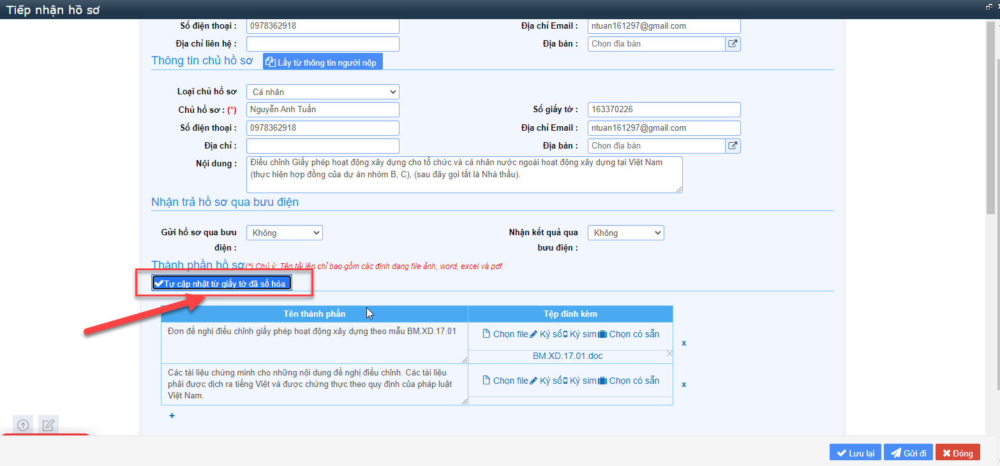 Tiếp nhận hồ sơ
Số điện thoại : 0978362918 Địa chỉ Email : ntuan161297@gmail.com
Địa chỉ liên hệ : Địa bàn : Chọn địa bàn
Thông tin chủ hồ sơ Lấy từ thông tin người nộp
Loại chủ hồ sơ Cá nhân
Chủ hồ sơ : (*) Nguyễn Anh Tuấn Số giấy tờ : 163370226
Số điện thoại : 0978362918 Địa chỉ Email : ntuan161297@gmail.com
Địa chỉ : Địa bàn : Chọn địa bàn
Nội dung : Điều chỉnh Giấy phép hoạt động xây dựng cho tổ chức và cá nhân nước ngoài hoạt động xây dựng tại Việt Nam
(thực hiện hợp đồng của dự án nhóm B, C), (sau đây gọi tắt là Nhà thầu).
Nhận trả hồ sơ qua bưu điện
Gửi hồ sơ qua bưu Không Nhận kết quả qua Không
điện : bưu điện :
Thành phần hồ sơ (*) Chú ý: Tên tải lên chỉ bao gồm các định dạng file ảnh, word, excel và pdf.
Tự cập nhật từ giấy tờ đã số hóa
Tên thành phần Tệp đính kèm
Đơn đề nghị điều chỉnh giấy phép hoạt động xây dựng theo mẫu BM.XD.17.01
Chọn file Ký số Ký sim Chọn có sẵn
x
BM.XD.17.01.doc
Các tài liệu chứng minh cho những nội dung đề nghị điều chỉnh. Các tài liệu
phải được dịch ra tiếng Việt và được chứng thực theo quy định của pháp luật
Việt Nam.
Chọn file Ký số Ký sim Chọn có sẵn
x
+
Lưu lại Gửi đi Đóng